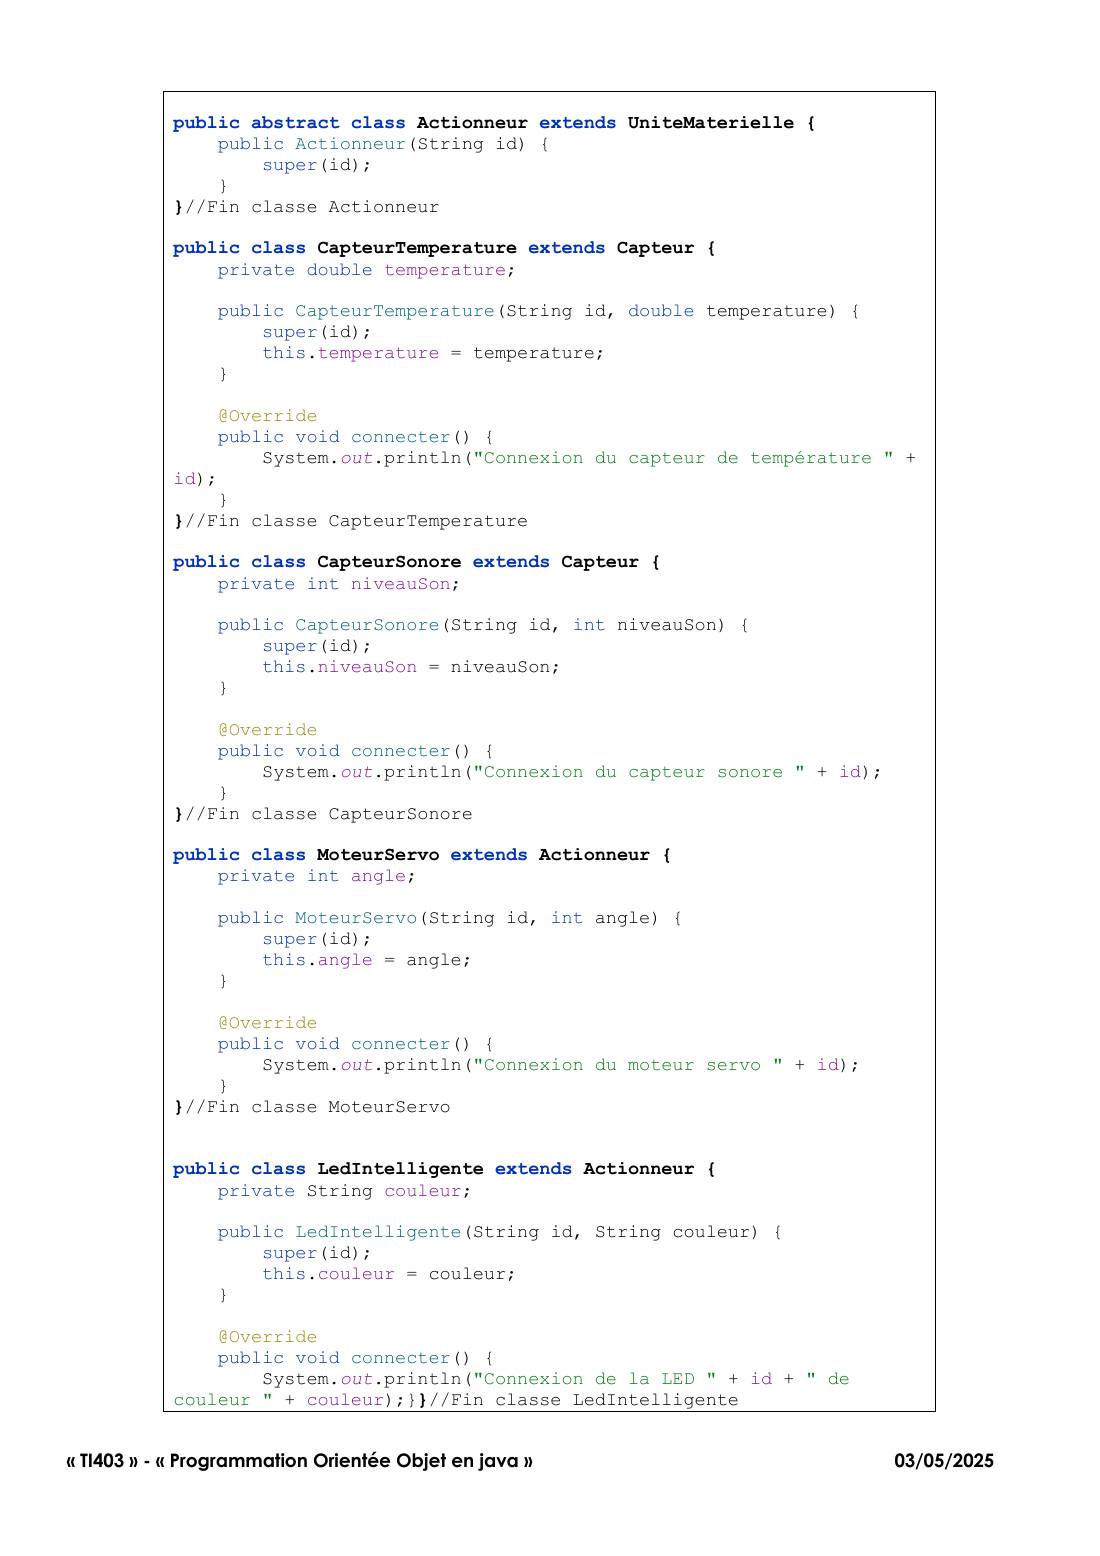 public abstract class Actionneur extends UniteMaterielle {
    public Actionneur(String id) {
        super(id);
    }
}//Fin classe Actionneur

public class CapteurTemperature extends Capteur {
    private double temperature;

    public CapteurTemperature(String id, double temperature) {
        super(id);
        this.temperature = temperature;
    }

    @Override
    public void connecter() {
        System.out.println("Connexion du capteur de température " +
id);
    }
}//Fin classe CapteurTemperature

public class CapteurSonore extends Capteur {
    private int niveauSon;

    public CapteurSonore(String id, int niveauSon) {
        super(id);
        this.niveauSon = niveauSon;
    }

    @Override
    public void connecter() {
        System.out.println("Connexion du capteur sonore " + id);
    }
}//Fin classe CapteurSonore

public class MoteurServo extends Actionneur {
    private int angle;

    public MoteurServo(String id, int angle) {
        super(id);
        this.angle = angle;
    }

    @Override
    public void connecter() {
        System.out.println("Connexion du moteur servo " + id);
    }
}//Fin classe MoteurServo

public class LedIntelligente extends Actionneur {
    private String couleur;

    public LedIntelligente(String id, String couleur) {
        super(id);
        this.couleur = couleur;
    }

    @Override
    public void connecter() {
        System.out.println("Connexion de la LED " + id + " de
couleur " + couleur);}}//Fin classe LedIntelligente
« TI403 » - « Programmation Orientée Objet en java »
03/05/2025